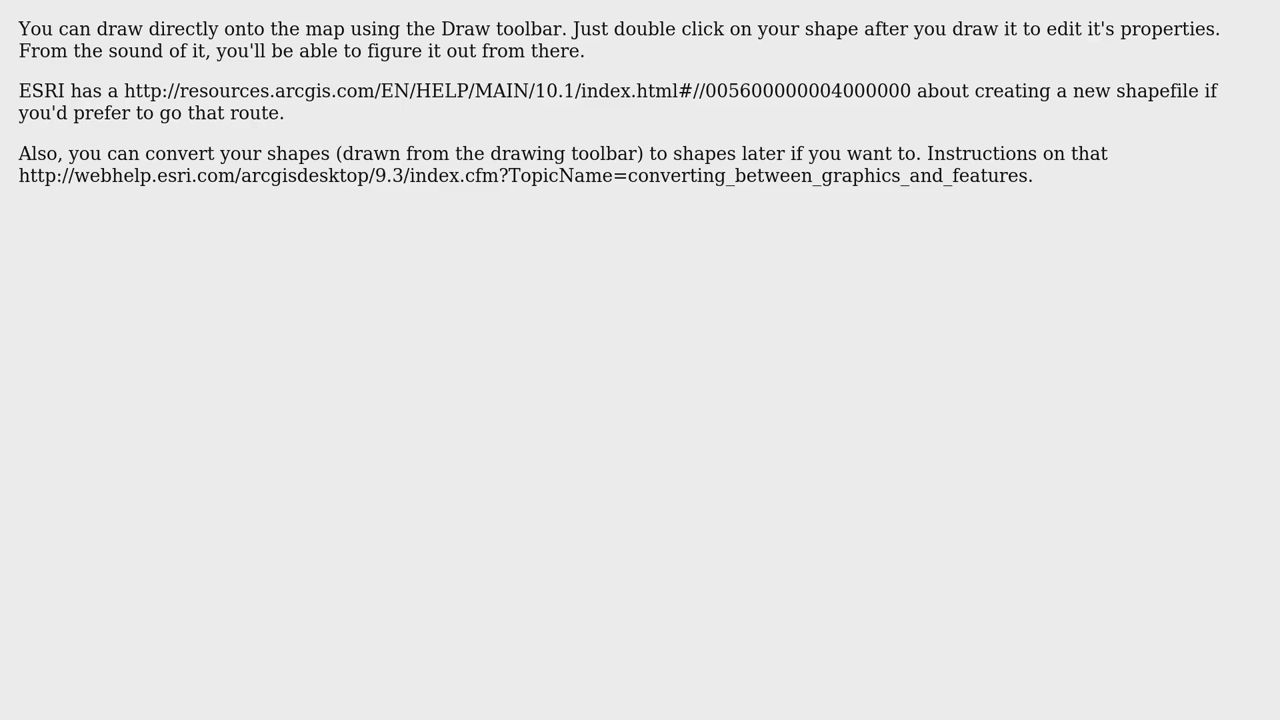 You can draw directly onto the map using the Draw toolbar. Just double click on your shape after you draw it to edit it's properties.
From the sound of it, you'll be able to figure it out from there.
ESRI has a http://resources.arcgis.com/EN/HELP/MAIN/10.1/index.html#//005600000004000000 about creating a new shapefile if
you'd prefer to go that route.
Also, you can convert your shapes (drawn from the drawing toolbar) to shapes later if you want to. Instructions on that
http://webhelp.esri.com/arcgisdesktop/9.3/index.cfm?TopicName=converting_between_graphics_and_features.